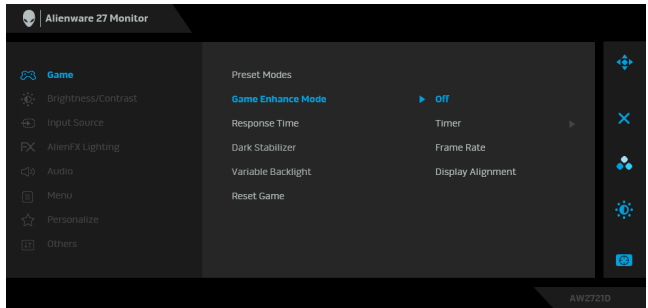 Alienware 27 Monitor
Game
Brightness/Contrast
Input Source
FX AlienFX Lighting
Audio
Menu
Personalize
Others
Preset Modes
Game Enhance Mode
Off
Response Time
Timer
Dark Stabilizer
Frame Rate
Variable Backlight
Display Alignment
Reset Game
AW2721D